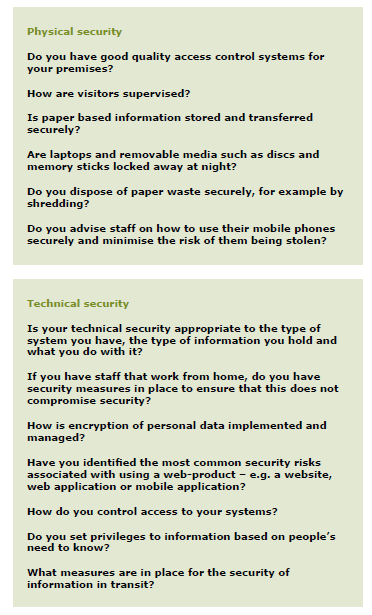 Physical security
Do you have good quality access control systems for
your premises?
How are visitors supervised?
Is paper based information stored and transferred
securely?
Are laptops and removable media such as discs and
memory sticks locked away at night?
Do you dispose of paper waste securely, for example by
shredding?
Do you advise staff on how to use their mobile phones
securely and minimise the risk of them being stolen?
Technical security
Is your technical security appropriate to the type of
system you have, the type of information you hold and
what you do with it?
If you have staff that work from home, do you have
security measures in place to ensure that this does not
compromise security?
How is encryption of personal data implemented and
managed?
Have you identified the most common security risks
associated with using a web-product – e.g. a website,
web application or mobile application?
How do you control access to your systems?
Do you set privileges to information based on people’s
need to know?
What measures are in place for the security of
information in transit?